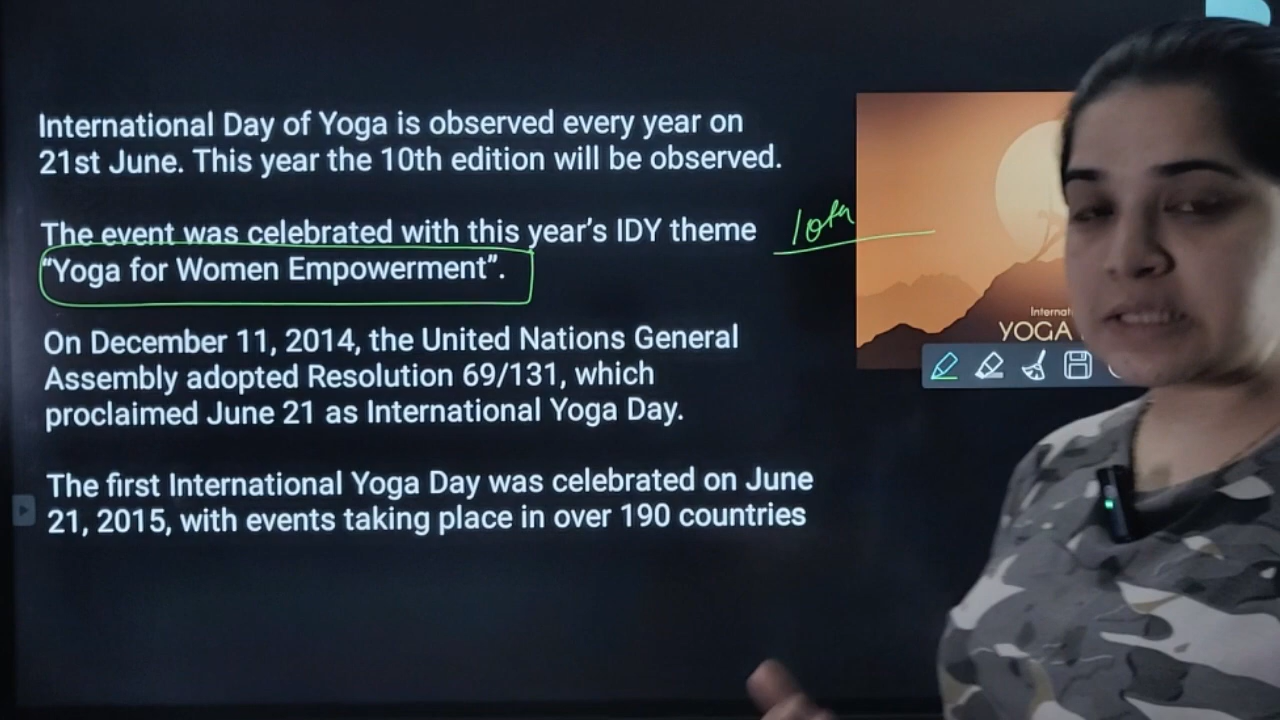 International Day of Yoga is observed every year on
21st June. This year the 10th edition will be observed.
The event was celebrated with this year's IDY theme
10th
"Yoga for Women Empowerment".
On December 11, 2014, the United Nations General
Assembly adopted Resolution 69/131, which
proclaimed June 21 as International Yoga Day.
The first International Yoga Day was celebrated on June
21, 2015, with events taking place in over 190 countries
YOGA